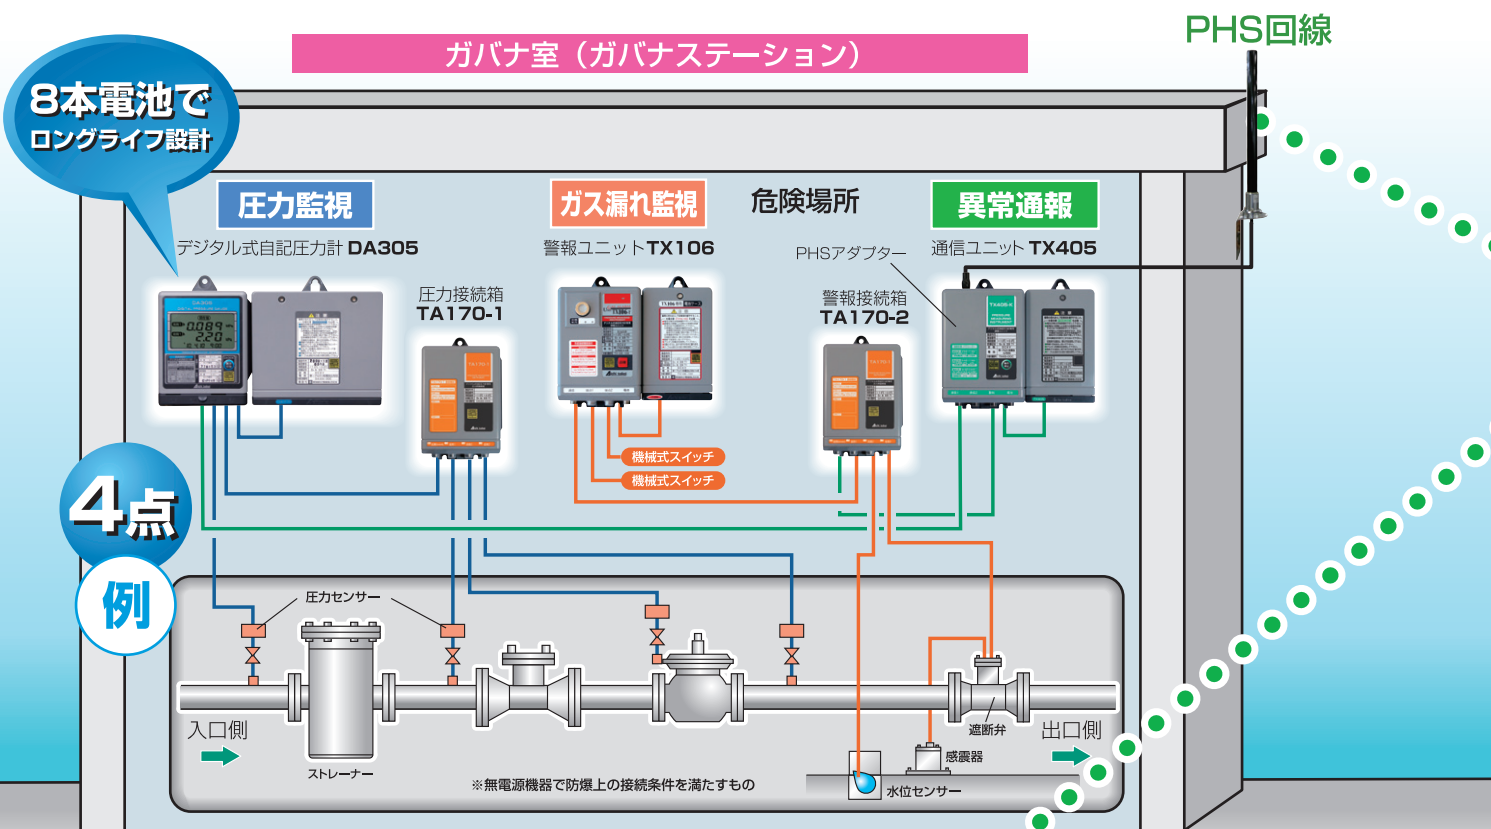 PHS回線
ガバナ室（ガバナステーション）
8本電池で
ロングライフ設計
圧力監視
ガス漏れ監視
危険場所
異常通報
デジタル式自記圧力計 DA305
警報ユニット TX106
PHSアダプター
通信ユニット TX405
圧力接続箱
TA170-1
警報接続箱
TA170-2
機械式スイッチ
機械式スイッチ
4点
例
圧力センサー
入口側
ストレーナー
※無電源機器で防爆上の接続条件を満たすもの
遮断弁
出口側
感震器
水位センサー